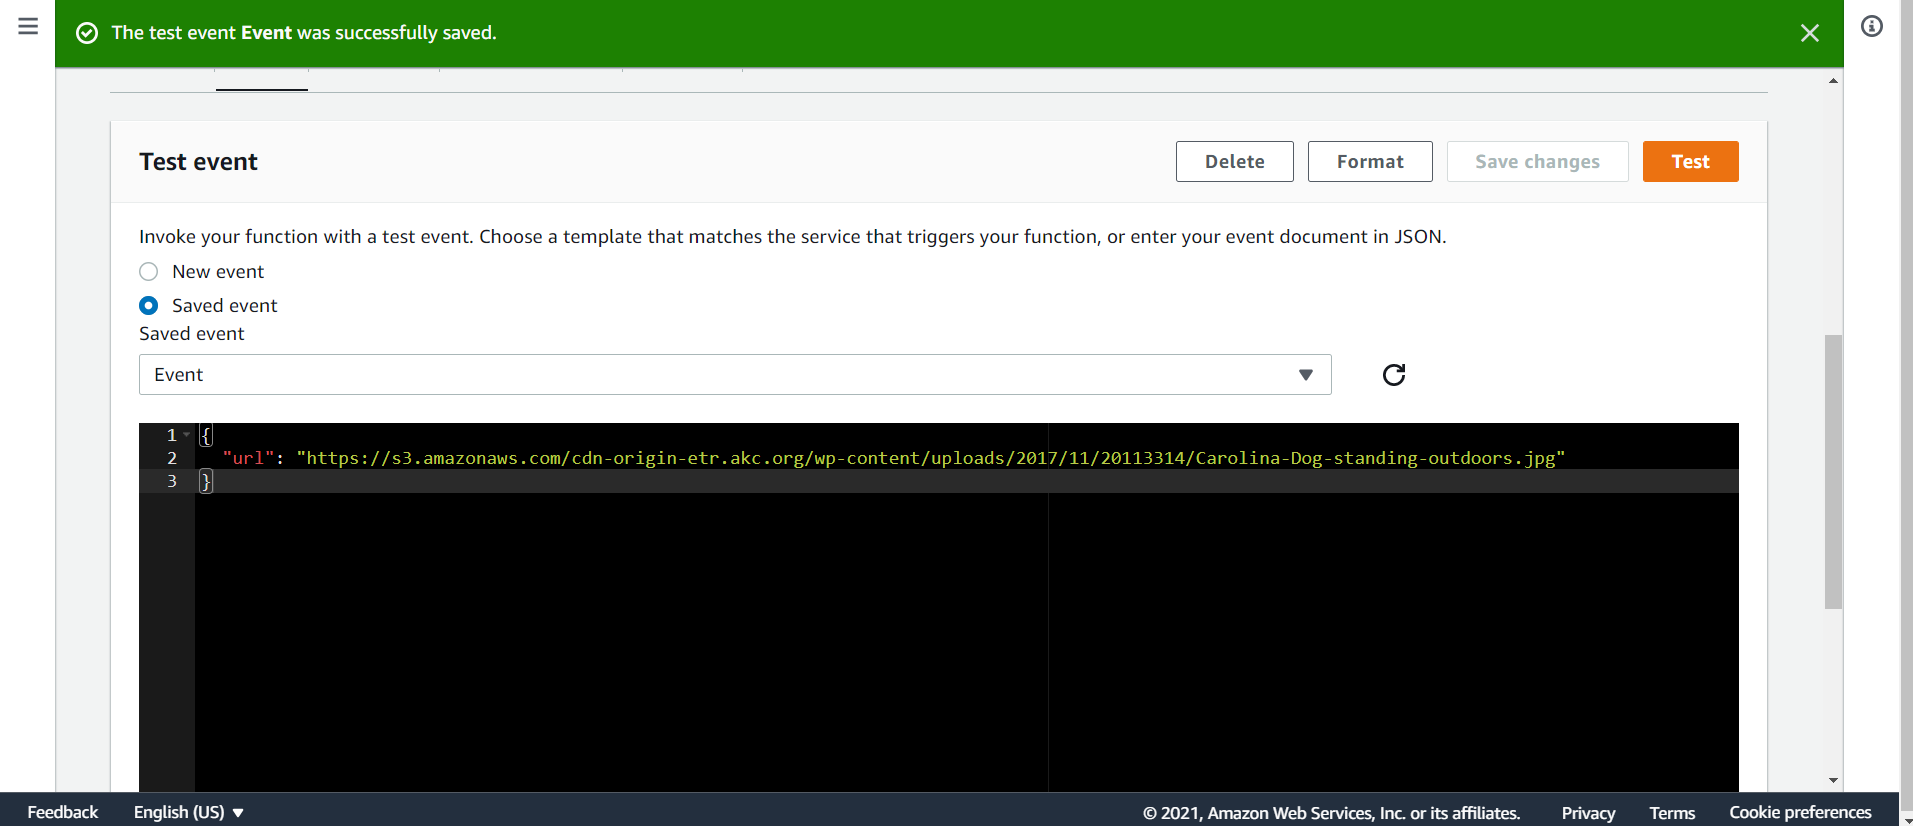 The test event Event was successfully saved.
Test event
Delete
Format
Save changes
Test
Invoke your function with a test event. Choose a template that matches the service that triggers your function, or enter your event document in JSON.
New event
Saved event
Saved event
Event
1 {
2 "url": "https://s3.amazonaws.com/cdn-origin-etr.akc.org/wp-content/uploads/2017/11/20113314/Carolina-Dog-standing-outdoors.jpg"
3 }
Feedback English (US) © 2021, Amazon Web Services, Inc. or its affiliates. Privacy Terms Cookie preferences